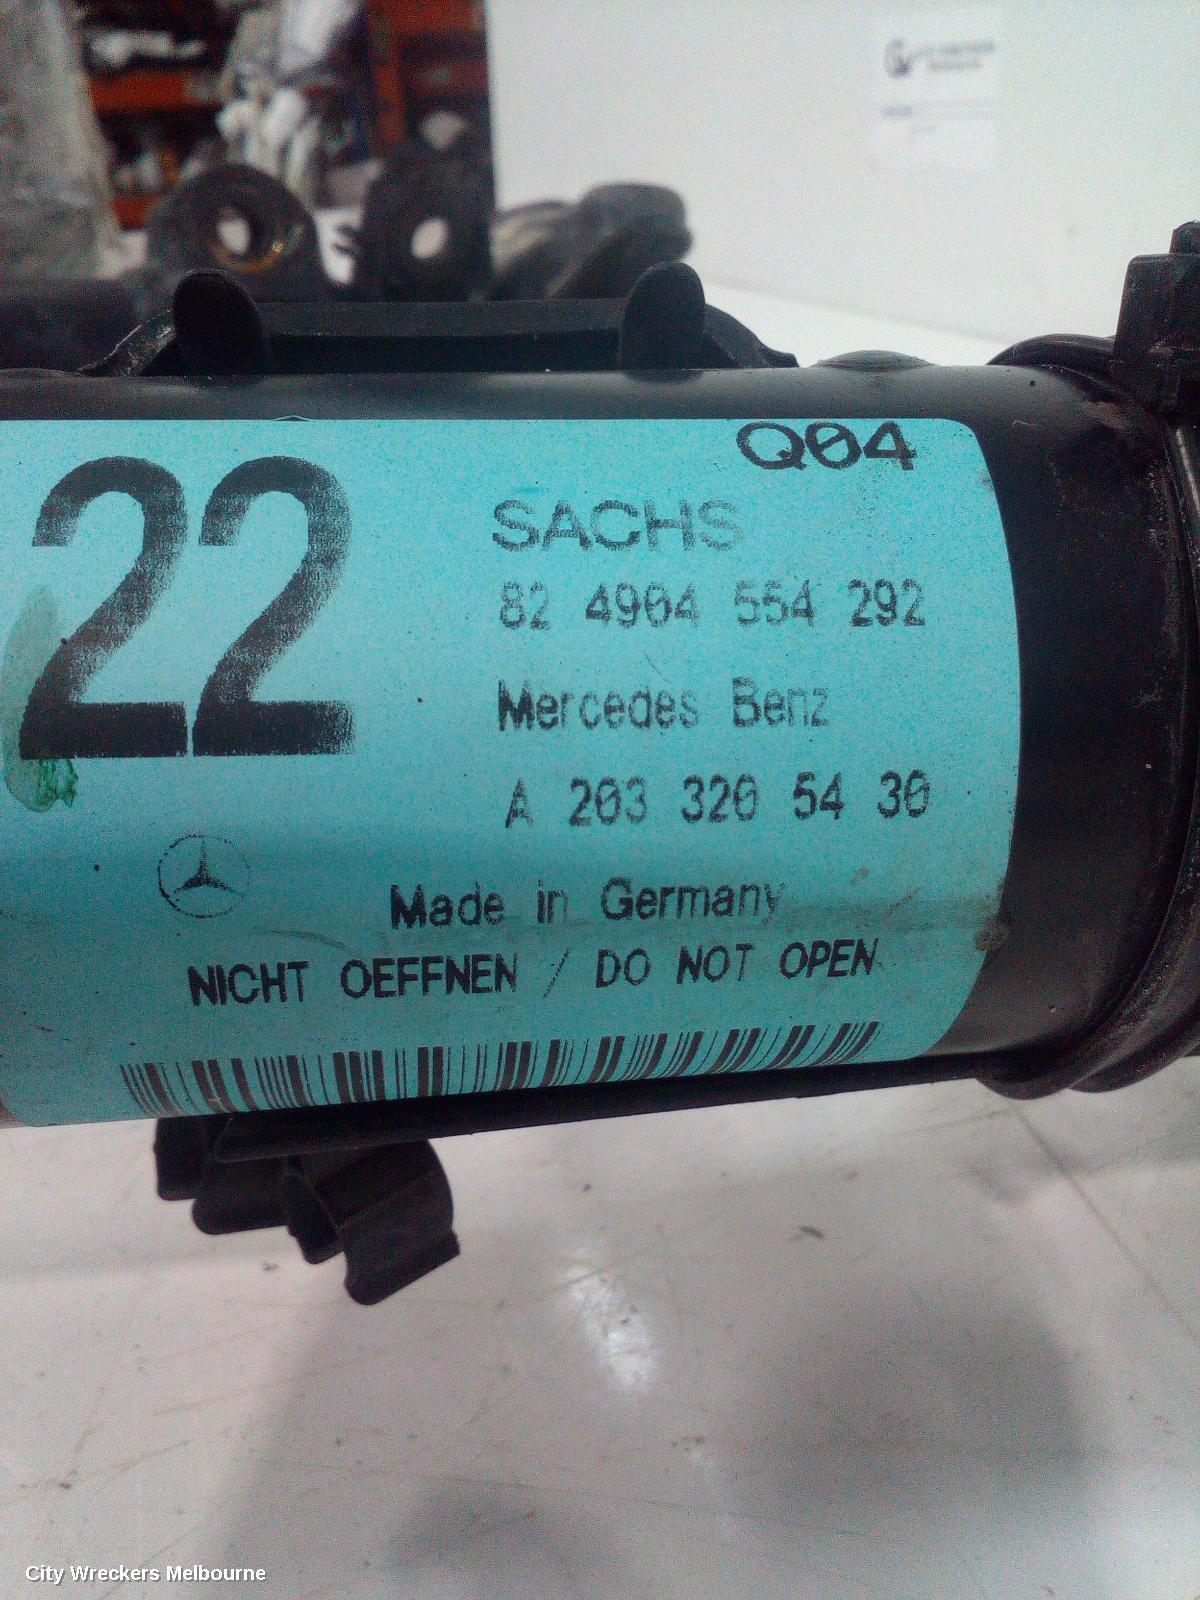 22
Q04
SACHS
82 4904 554 292
Mercedes Benz
A 203 320 54 30
Made in Germany
NICHT OEFFNEN / DO NOT OPEN
City Wreckers Melbourne